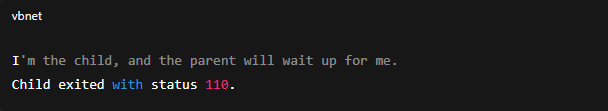 vbnet
I'm the child, and the parent will wait up for me.
Child exited with status 110.